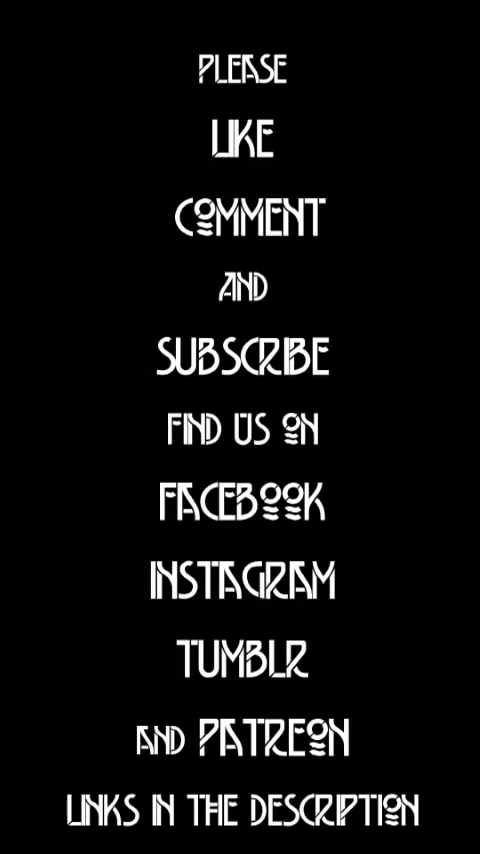 PLEASE
LIKE
COMMENT
AND
SUBSCRIBE
FIND US ON
FACEBOOK
INSTAGRAM
TUMBLR
AND PATREON
LINKS IN THE DESCRIPTION